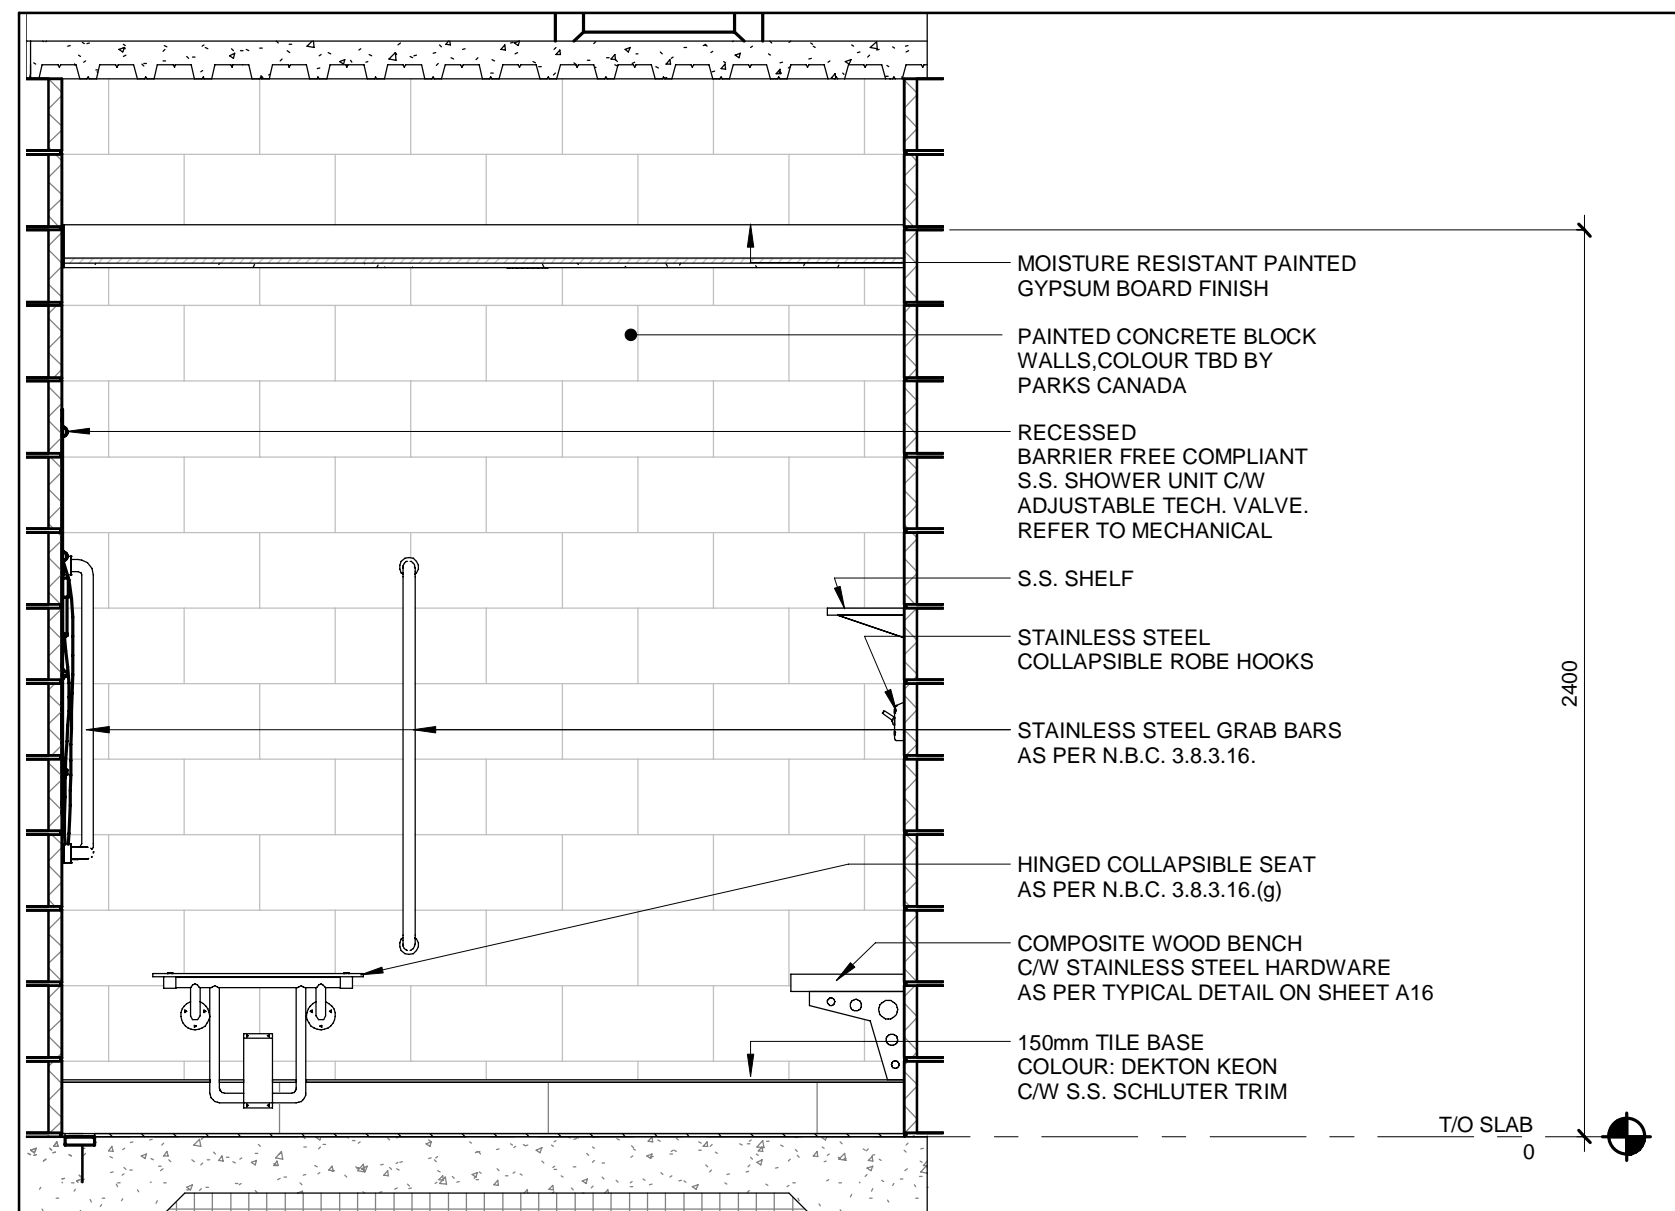 MOISTURE RESISTANT PAINTED
GYPSUM BOARD FINISH
PAINTED CONCRETE BLOCK
WALLS,COLOUR TBD BY
PARKS CANADA
RECESSED
BARRIER FREE COMPLIANT
S.S. SHOWER UNIT C/W
ADJUSTABLE TECH. VALVE.
REFER TO MECHANICAL
S.S. SHELF
STAINLESS STEEL
COLLAPSIBLE ROBE HOOKS
2400
STAINLESS STEEL GRAB BARS
AS PER N.B.C. 3.8.3.16.
HINGED COLLAPSIBLE SEAT
AS PER N.B.C. 3.8.3.16.(g)
COMPOSITE WOOD BENCH
C/W STAINLESS STEEL HARDWARE
AS PER TYPICAL DETAIL ON SHEET A16
150mm TILE BASE
COLOUR: DEKTON KEON
C/W S.S. SCHLUTER TRIM
T/O SLAB
0